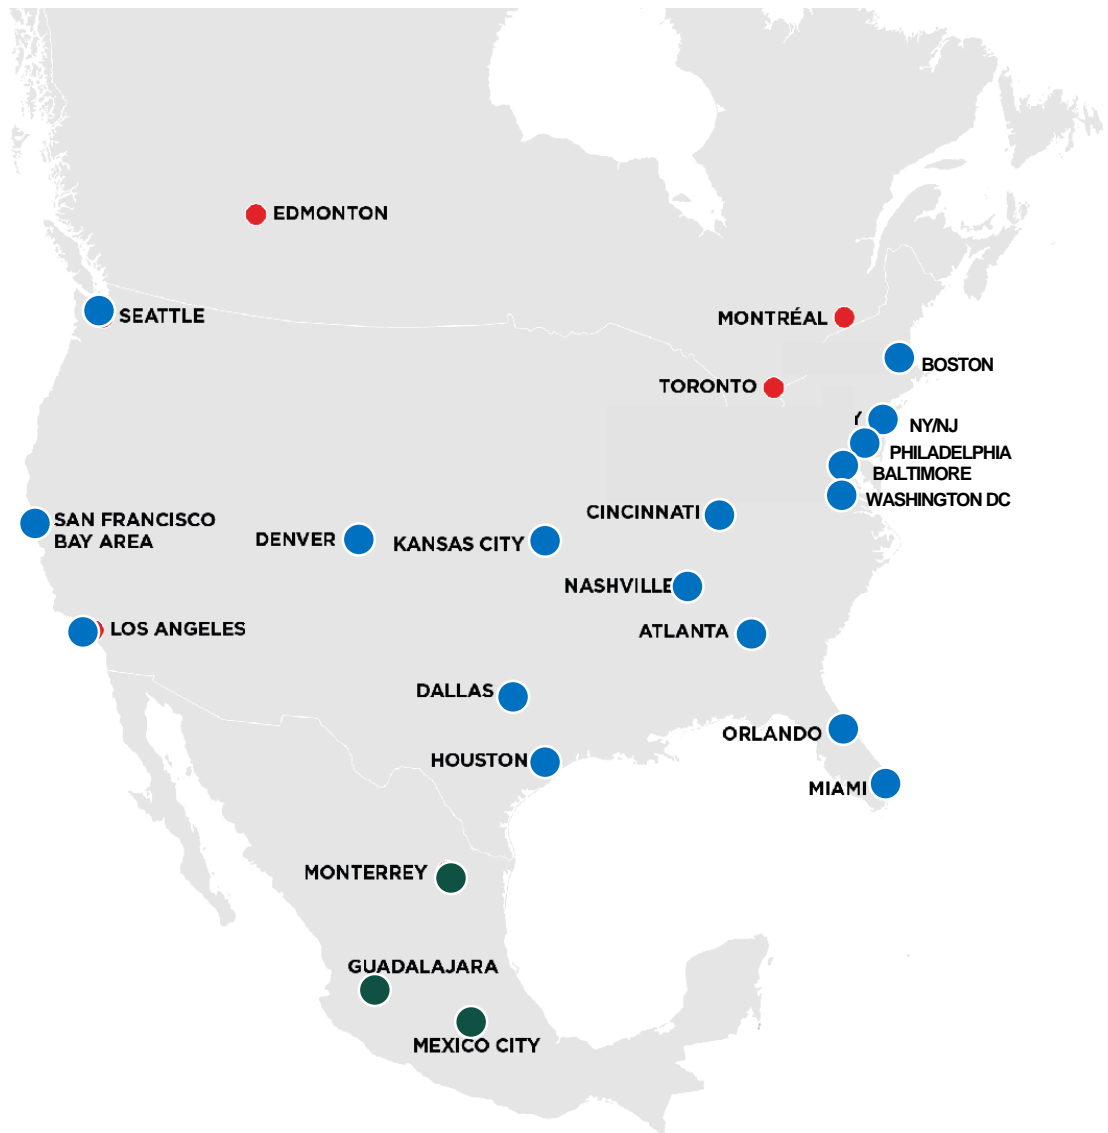 EDMONTON
SEATTLE
MONTRÉAL
BOSTON
TORONTO
Y
NY/NJ
PHILADELPHIA
BALTIMORE
WASHINGTON DC
CINCINNATI
SAN FRANCISCO
BAY AREA
DENVER
KANSAS CITY
NASHVILLE
LOS ANGELES
ATLANTA
DALLAS
ORLANDO
HOUSTON
MIAMI
MONTERREY
GUADALAJARA
MEXICO CITY